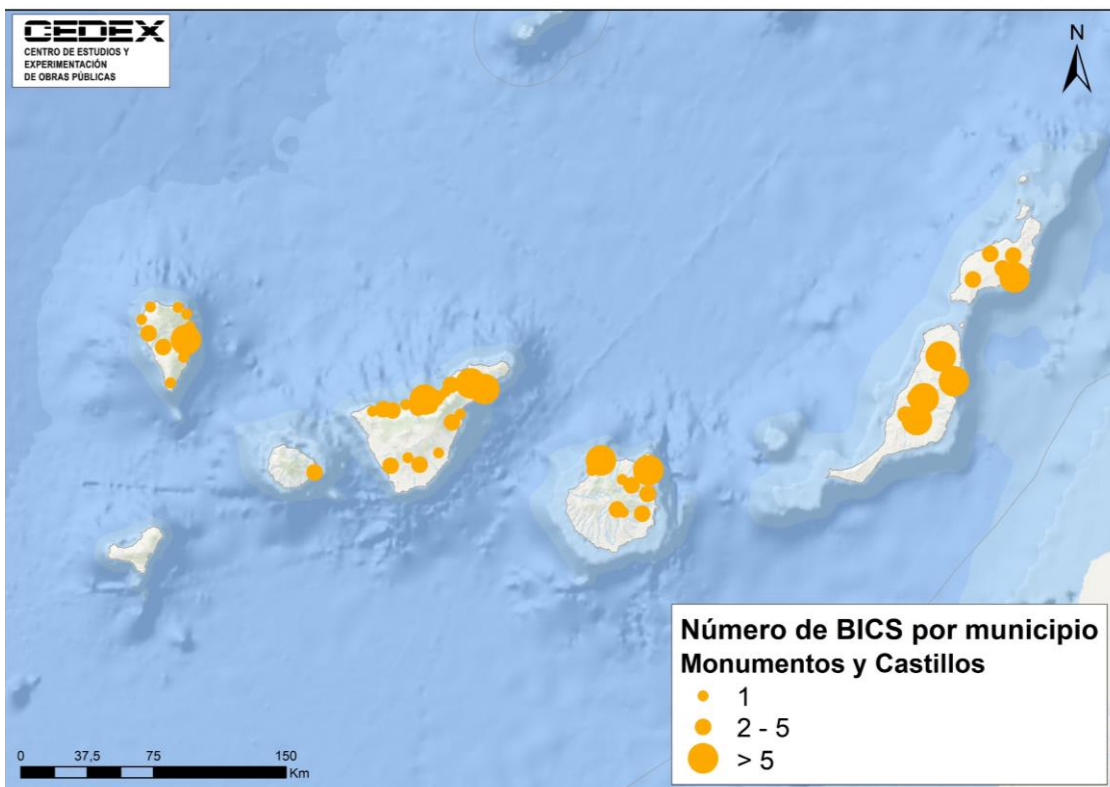 CEDEX
CENTRO DE ESTUDIOS Y
EXPERIMENTACIÓN
DE OBRAS PÚBLICAS
N
Número de BICS por municipio
Monumentos y Castillos
1
2 - 5
> 5
0 37,5 75 150
Km